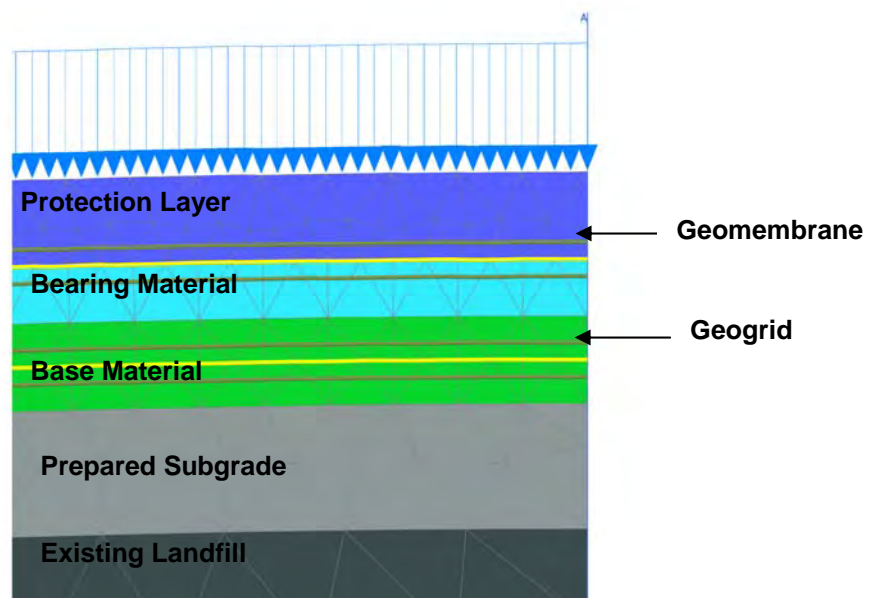 A
Protection Layer
Geomembrane
Bearing Material
Geogrid
Base Material
Prepared Subgrade
Existing Landfill